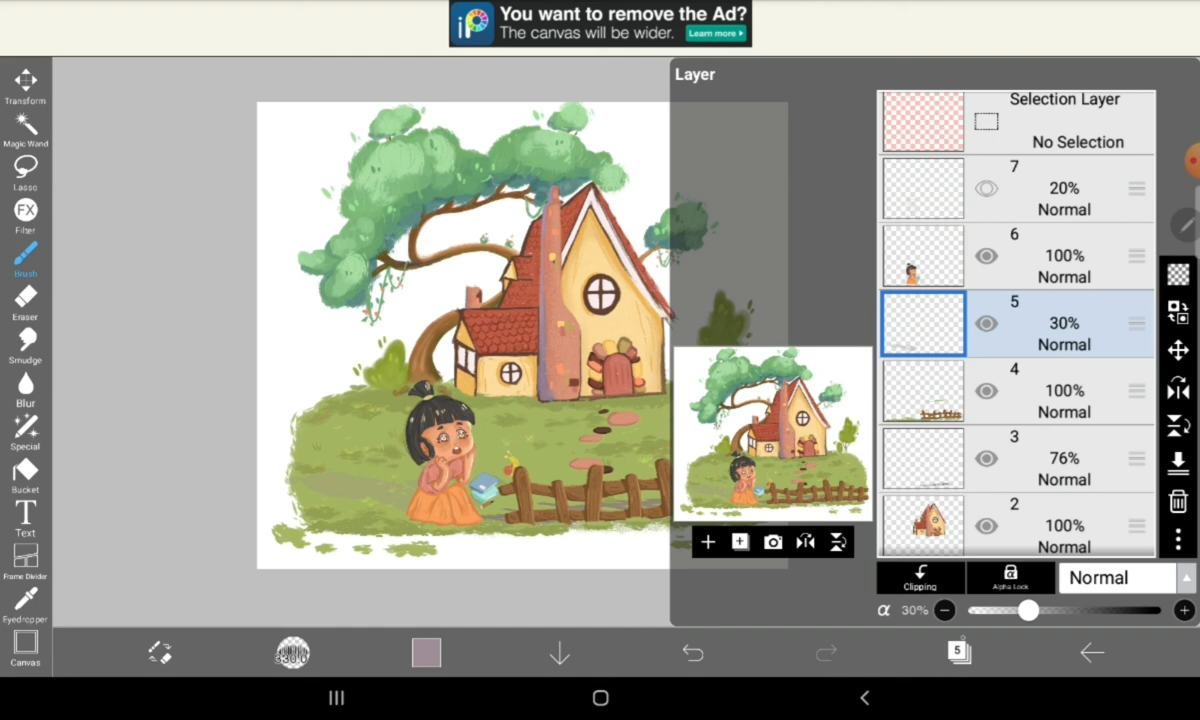 You want to remove the Ad?
The canvas will be wider.
Learn more
Layer
Transform
Magic Wand
Lasso
FX
Filter
Brush
Eraser
Smudge
Blur
Special
Bucket
T
Text
Frame Divider
Eyedropper
Canvas
Selection Layer
No Selection
7
20%
Normal
6
100%
Normal
5
30%
Normal
4
100%
Normal
3
76%
Normal
2
100%
Normal
Clipping
Alpha Lock
Normal
α 30%
330.0
5